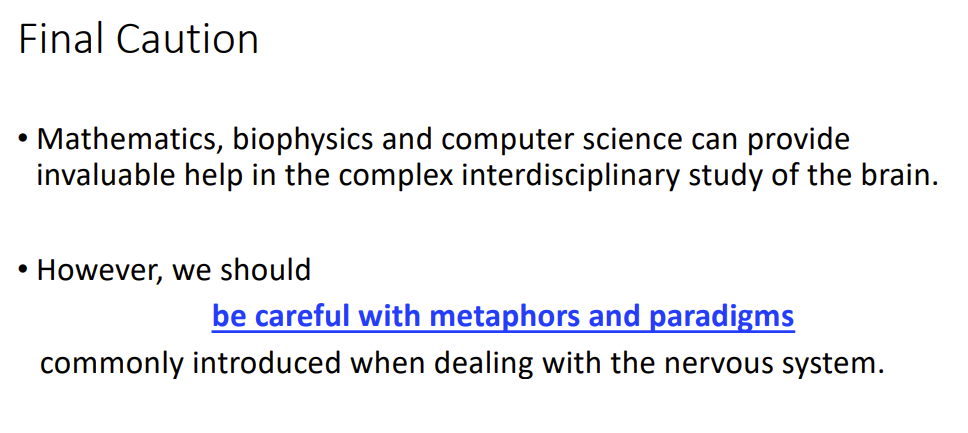 Final Caution
• Mathematics, biophysics and computer science can provide
invaluable help in the complex interdisciplinary study of the brain.
• However, we should
be careful with metaphors and paradigms
commonly introduced when dealing with the nervous system.